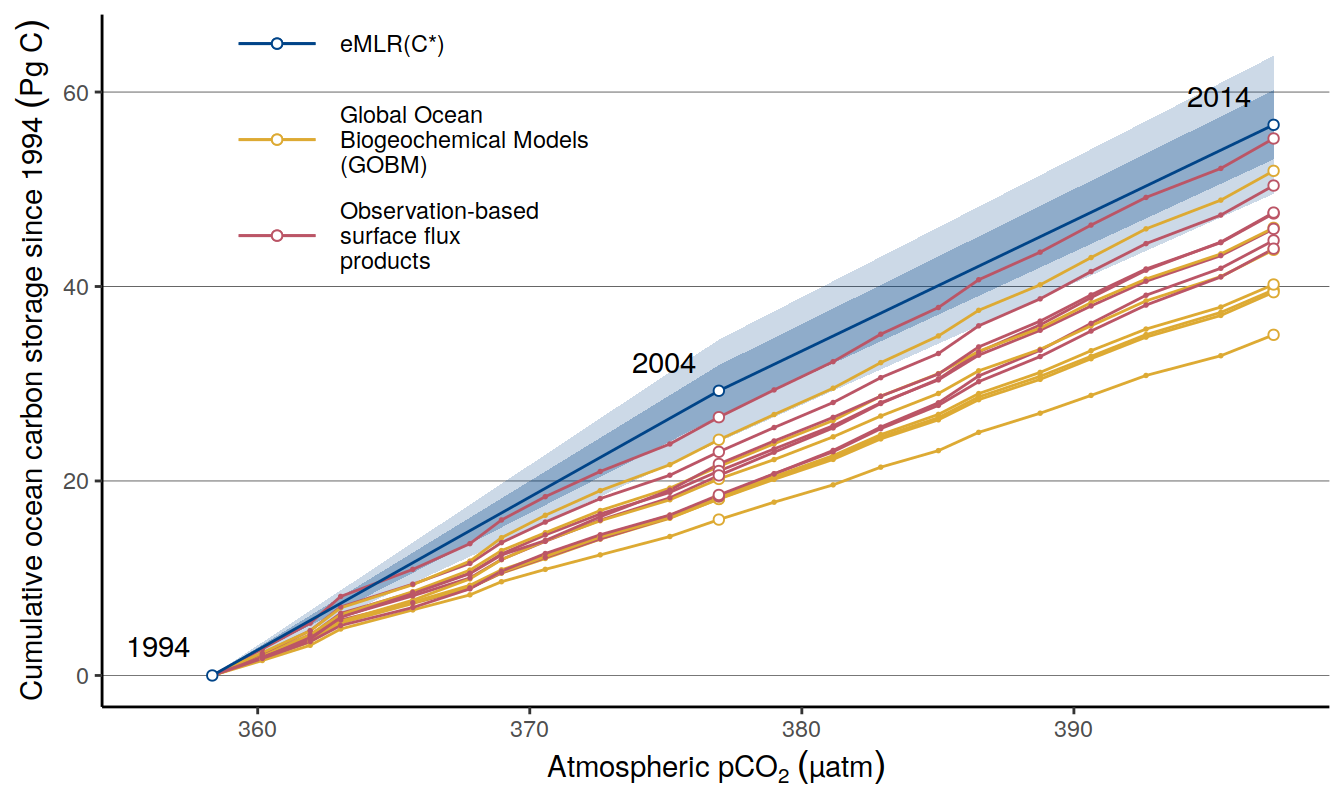 Cumulative ocean carbon storage since 1994 (Pg C)
60
40
20
0
eMLR(C*)
Global Ocean
Biogeochemical Models
(GOBM)
Observation-based
surface flux
products
1994
2004
2014
360
370
380
390
Atmospheric pCO₂ (µatm)